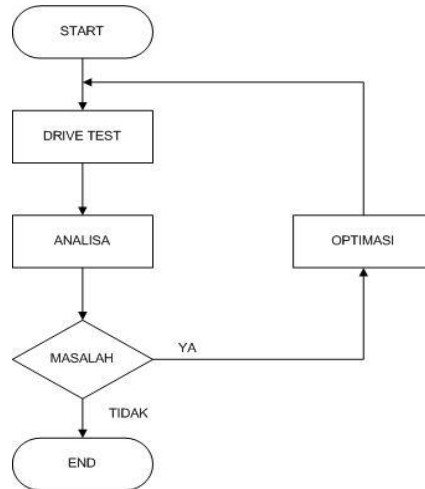 START
DRIVE TEST
ANALISA
OPTIMASI
MASALAH
YA
TIDAK
END